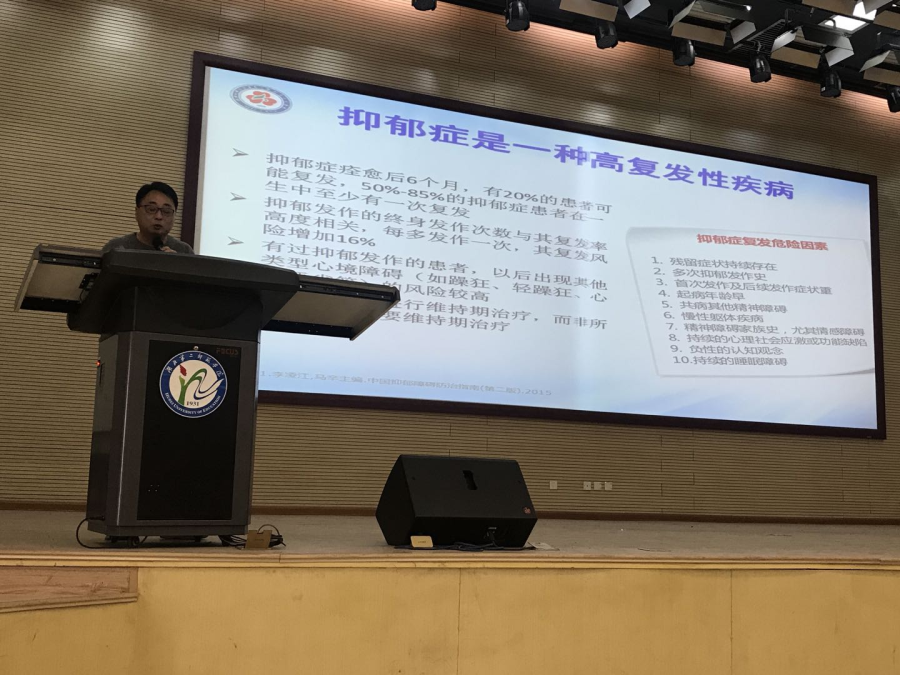 抑郁症是一种高复发性疾病
抑郁症痊愈后6个月，有20%的患者可
能复发，50%-85%的抑郁症患者在一
生中至少有一次复发
抑郁发作的终身发作次数与其复发率
高度相关，每多发作一次，其复发风
险增加16%
有过抑郁发作的患者，以后出现其他
类型心境障碍（如躁狂、轻躁狂、心
的风险较高
行维持期治疗，而非所
要维持期治疗
抑郁症复发危险因素
1. 残留症状持续存在
2. 多次抑郁发作史
3. 首次发作及后续发作症状重
4. 起病年龄早
5. 共病其他精神障碍
6. 慢性躯体疾病
7. 精神障碍家族史，尤其情感障碍
8. 持续的心理社会应激或功能缺陷
9. 负性的认知观念
10.持续的睡眠障碍
1.李凌江,马辛主编.中国抑郁障碍防治指南(第二版).2015
1931
UNIVERSITY OF EDUCATION